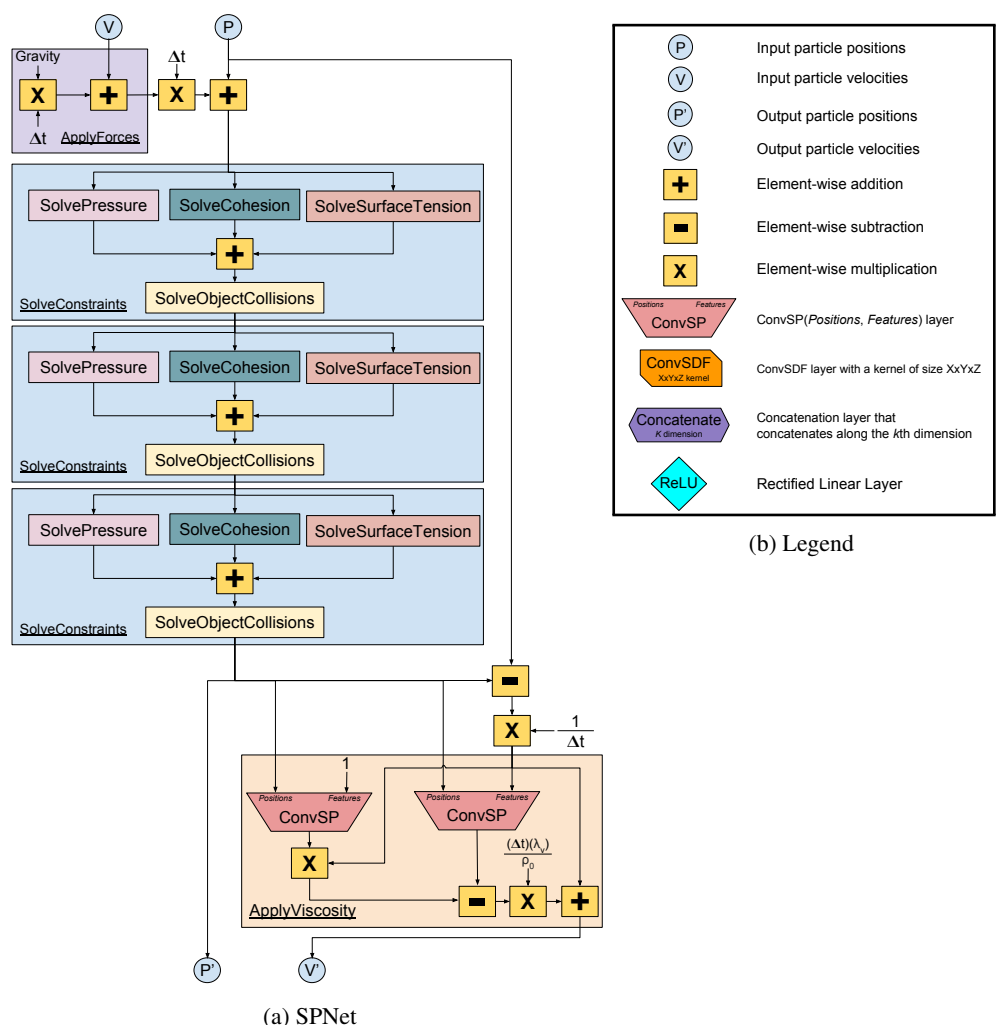 V
P
Gravity
Δt
X
+
X
+
Δt
ApplyForces
SolvePressure
SolveCohesion
SolveSurfaceTension
+
SolveObjectCollisions
SolveConstraints
SolvePressure
SolveCohesion
SolveSurfaceTension
+
SolveObjectCollisions
SolveConstraints
SolvePressure
SolveCohesion
SolveSurfaceTension
+
SolveObjectCollisions
SolveConstraints
-
X
1
Δt
1
Positions Features
ConvSP
Positions Features
ConvSP
X
(Δt)(λv)
ρ0
-
X
+
ApplyViscosity
P'
V'
(a) SPNet
P Input particle positions
V Input particle velocities
P' Output particle positions
V' Output particle velocities
+ Element-wise addition
- Element-wise subtraction
X Element-wise multiplication
Positions Features
ConvSP
ConvSP(Positions, Features) layer
ConvSDF
XxYxZ kernel
ConvSDF layer with a kernel of size XxYxZ
Concatenate
K dimension
Concatenation layer that
concatenates along the kth dimension
ReLU Rectified Linear Layer
(b) Legend